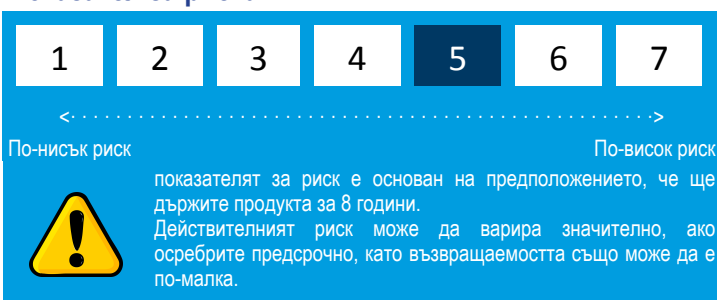 1 2 3 4 5 6 7
<· · · · · · · · · · · · · · · · · · · · · · · · · · · · · · · · · · · · · · · · · · · · · · · · · · · ·>
По-нисък риск По-висок риск
показателят за риск е основан на предположението, че ще
държите продукта за 8 години.
Действителният риск може да варира значително, ако
осребрите предсрочно, като възвращаемостта също може да е
по-малка.